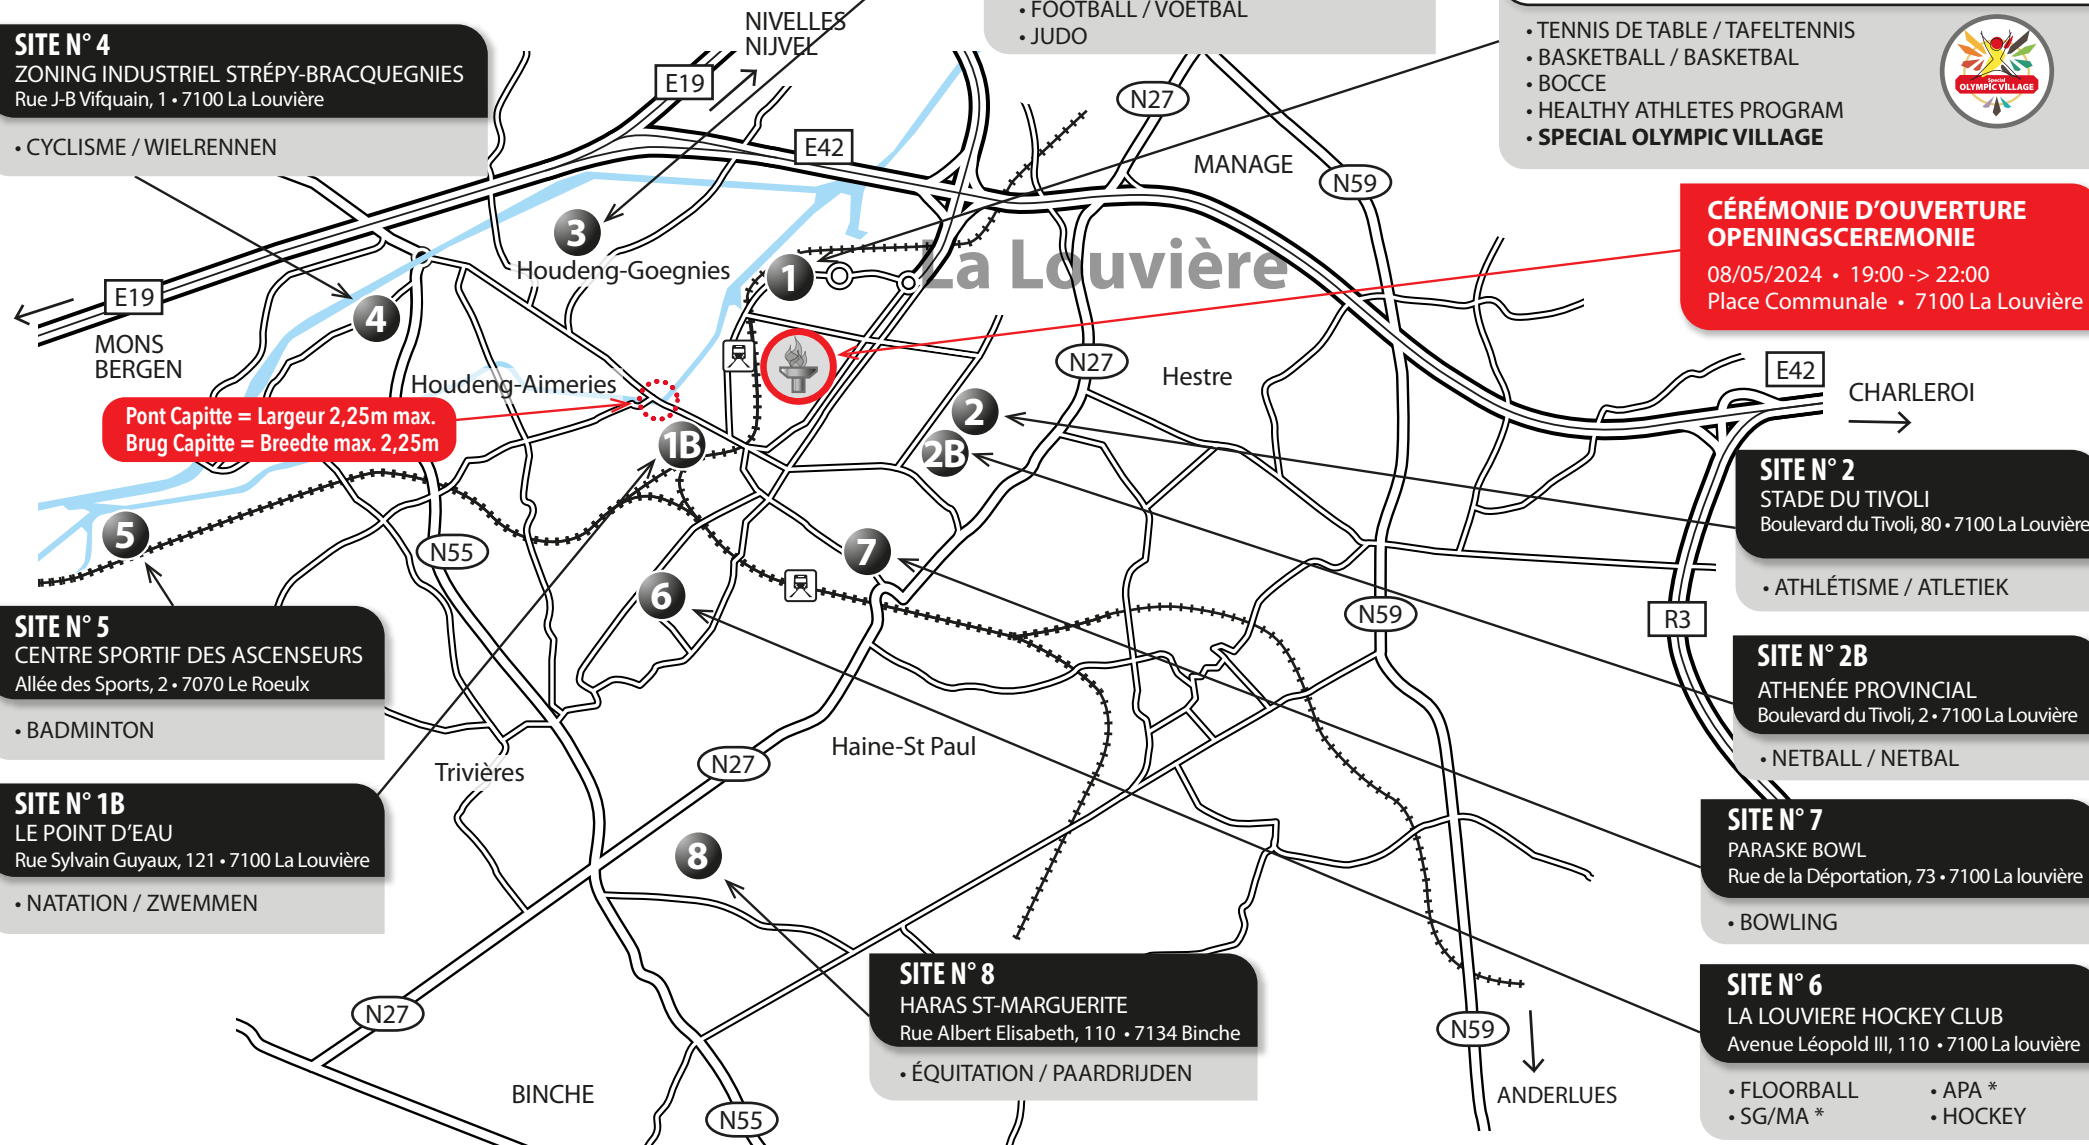 • FOOTBALL / VOETBAL
• JUDO
• TENNIS DE TABLE / TAFELTENNIS
• BASKETBALL / BASKETBAL
• BOCCE
• HEALTHY ATHLETES PROGRAM
• SPECIAL OLYMPIC VILLAGE
Special
OLYMPIC VILLAGE
SITE N° 4
ZONING INDUSTRIEL STRÉPY-BRACQUEGNIES
Rue J-B Vifquain, 1 • 7100 La Louvière
• CYCLISME / WIELRENNEN
NIVELLES
NIJVEL
E19
E42
N27
MANAGE
N59
CÉRÉMONIE D'OUVERTURE
OPENINGSCEREMONIE
08/05/2024 • 19:00 -> 22:00
Place Communale • 7100 La Louvière
3
Houdeng-Goegnies
1
La Louvière
E19
4
MONS
BERGEN
Houdeng-Aimeries
N27
Hestre
E42
CHARLEROI
Pont Capitte = Largeur 2,25m max.
Brug Capitte = Breedte max. 2,25m
1B
2
2B
SITE N° 2
STADE DU TIVOLI
Boulevard du Tivoli, 80 • 7100 La Louvière
• ATHLÉTISME / ATLETIEK
5
N55
7
6
N59
R3
SITE N° 5
CENTRE SPORTIF DES ASCENSEURS
Allée des Sports, 2 • 7070 Le Roeulx
• BADMINTON
SITE N° 2B
ATHENÉE PROVINCIAL
Boulevard du Tivoli, 2 • 7100 La Louvière
• NETBALL / NETBAL
Haine-St Paul
N27
Trivières
SITE N° 1B
LE POINT D'EAU
Rue Sylvain Guyaux, 121 • 7100 La Louvière
• NATATION / ZWEMMEN
8
SITE N° 7
PARASKE BOWL
Rue de la Déportation, 73 • 7100 La louvière
• BOWLING
SITE N° 8
HARAS ST-MARGUERITE
Rue Albert Elisabeth, 110 • 7134 Binche
• ÉQUITATION / PAARDRIJDEN
N27
N59
SITE N° 6
LA LOUVIERE HOCKEY CLUB
Avenue Léopold III, 110 • 7100 La louvière
• FLOORBALL • APA *
• SG/MA * • HOCKEY
BINCHE
N55
ANDERLUES